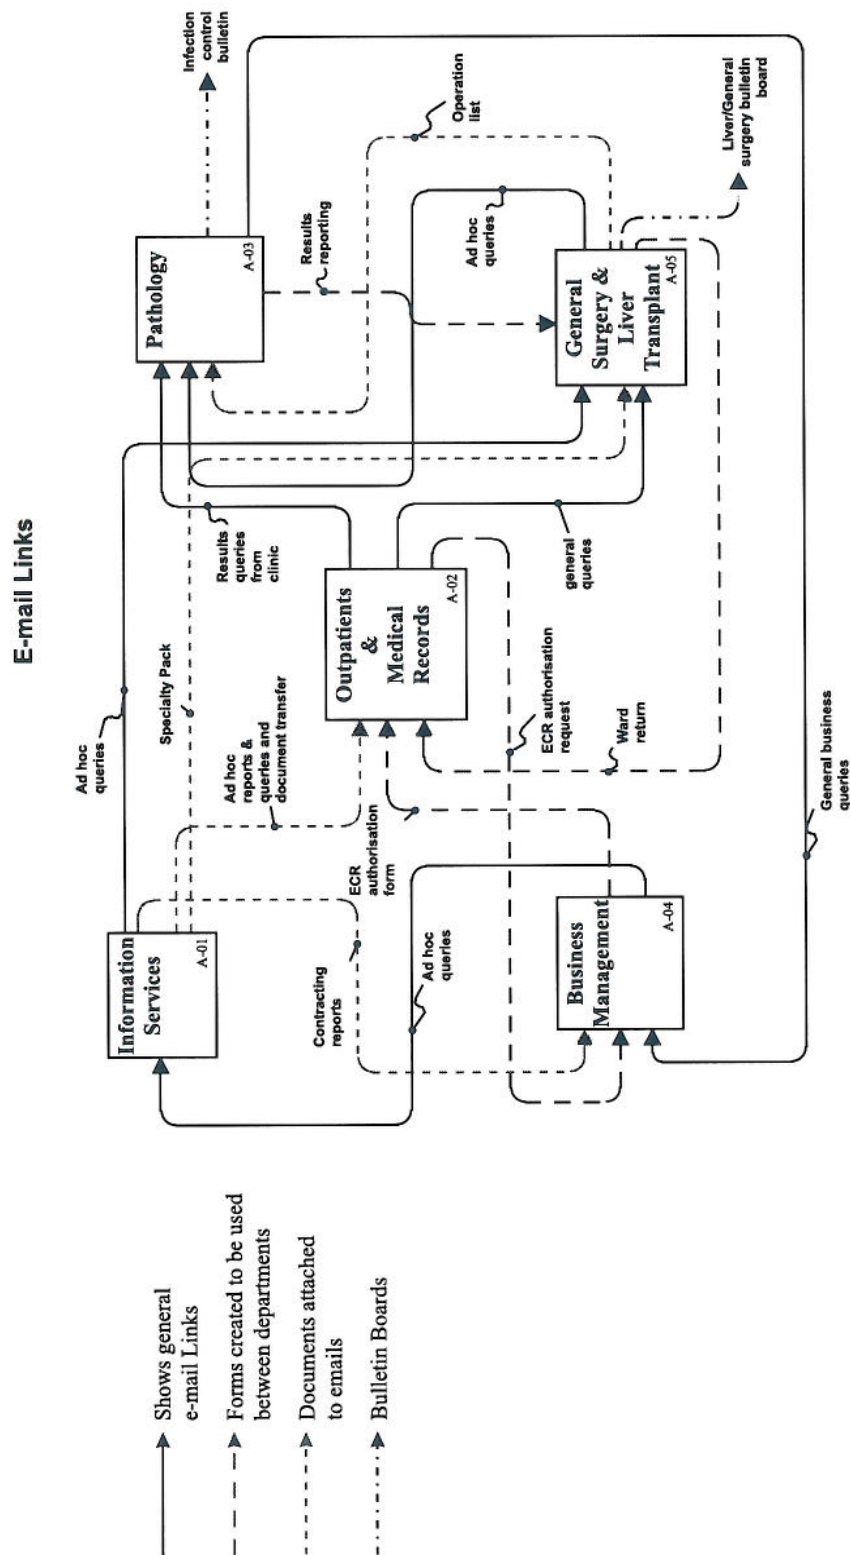 E-mail Links
Infection
control
bulletin
Pathology
A-03
Operation
list
Results
reporting
Ad hoc
queries
Liver/General
surgery bulletin
board
General
Surgery &
Liver
Transplant
A-05
Results
queries
from
clinic
Outpatients
&
Medical
Records
A-02
general
queries
Ad hoc
queries
Specialty Pack
Ad hoc
reports &
queries and
document transfer
ECR authorisation
request
Ward
return
General business
queries
ECR
authorisation
form
Information
Services
A-01
Contracting
reports
Ad hoc
queries
Business
Management
A-04
Shows general
e-mail Links
Forms created to be used
between departments
Documents attached
to emails
Bulletin Boards